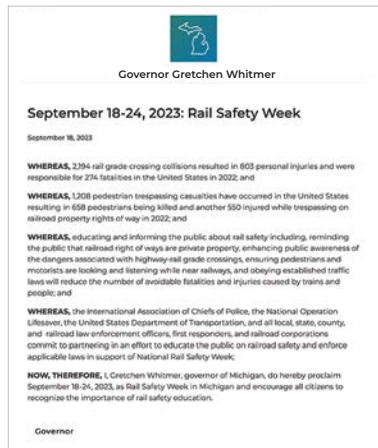 Governor Gretchen Whitmer
September 18-24, 2023: Rail Safety Week
September 18, 2023
WHEREAS, 2,194 rail grade crossing collisions resulted in 803 personal injuries and were
responsible for 274 fatalities in the United States in 2022; and
WHEREAS, 1,208 pedestrian trespassing casualties have occurred in the United States
resulting in 658 pedestrians being killed and another 550 injured while trespassing on
railroad property rights of way in 2022; and
WHEREAS, educating and informing the public about rail safety including, reminding
the public that railroad right of ways are private property, enhancing public awareness of
the dangers associated with highway-rail grade crossings, ensuring pedestrians and
motorists are looking and listening while near railways, and obeying established traffic
laws will reduce the number of avoidable fatalities and injuries caused by trains and
people; and
WHEREAS, the International Association of Chiefs of Police, the National Operation
Lifesaver, the United States Department of Transportation, and all local, state, county,
and railroad law enforcement officers, first responders, and railroad corporations
commit to partnering in an effort to educate the public on railroad safety and enforce
applicable laws in support of National Rail Safety Week;
NOW, THEREFORE, I, Gretchen Whitmer, governor of Michigan, do hereby proclaim
September 18-24, 2023, as Rail Safety Week in Michigan and encourage all citizens to
recognize the importance of rail safety education.
Governor